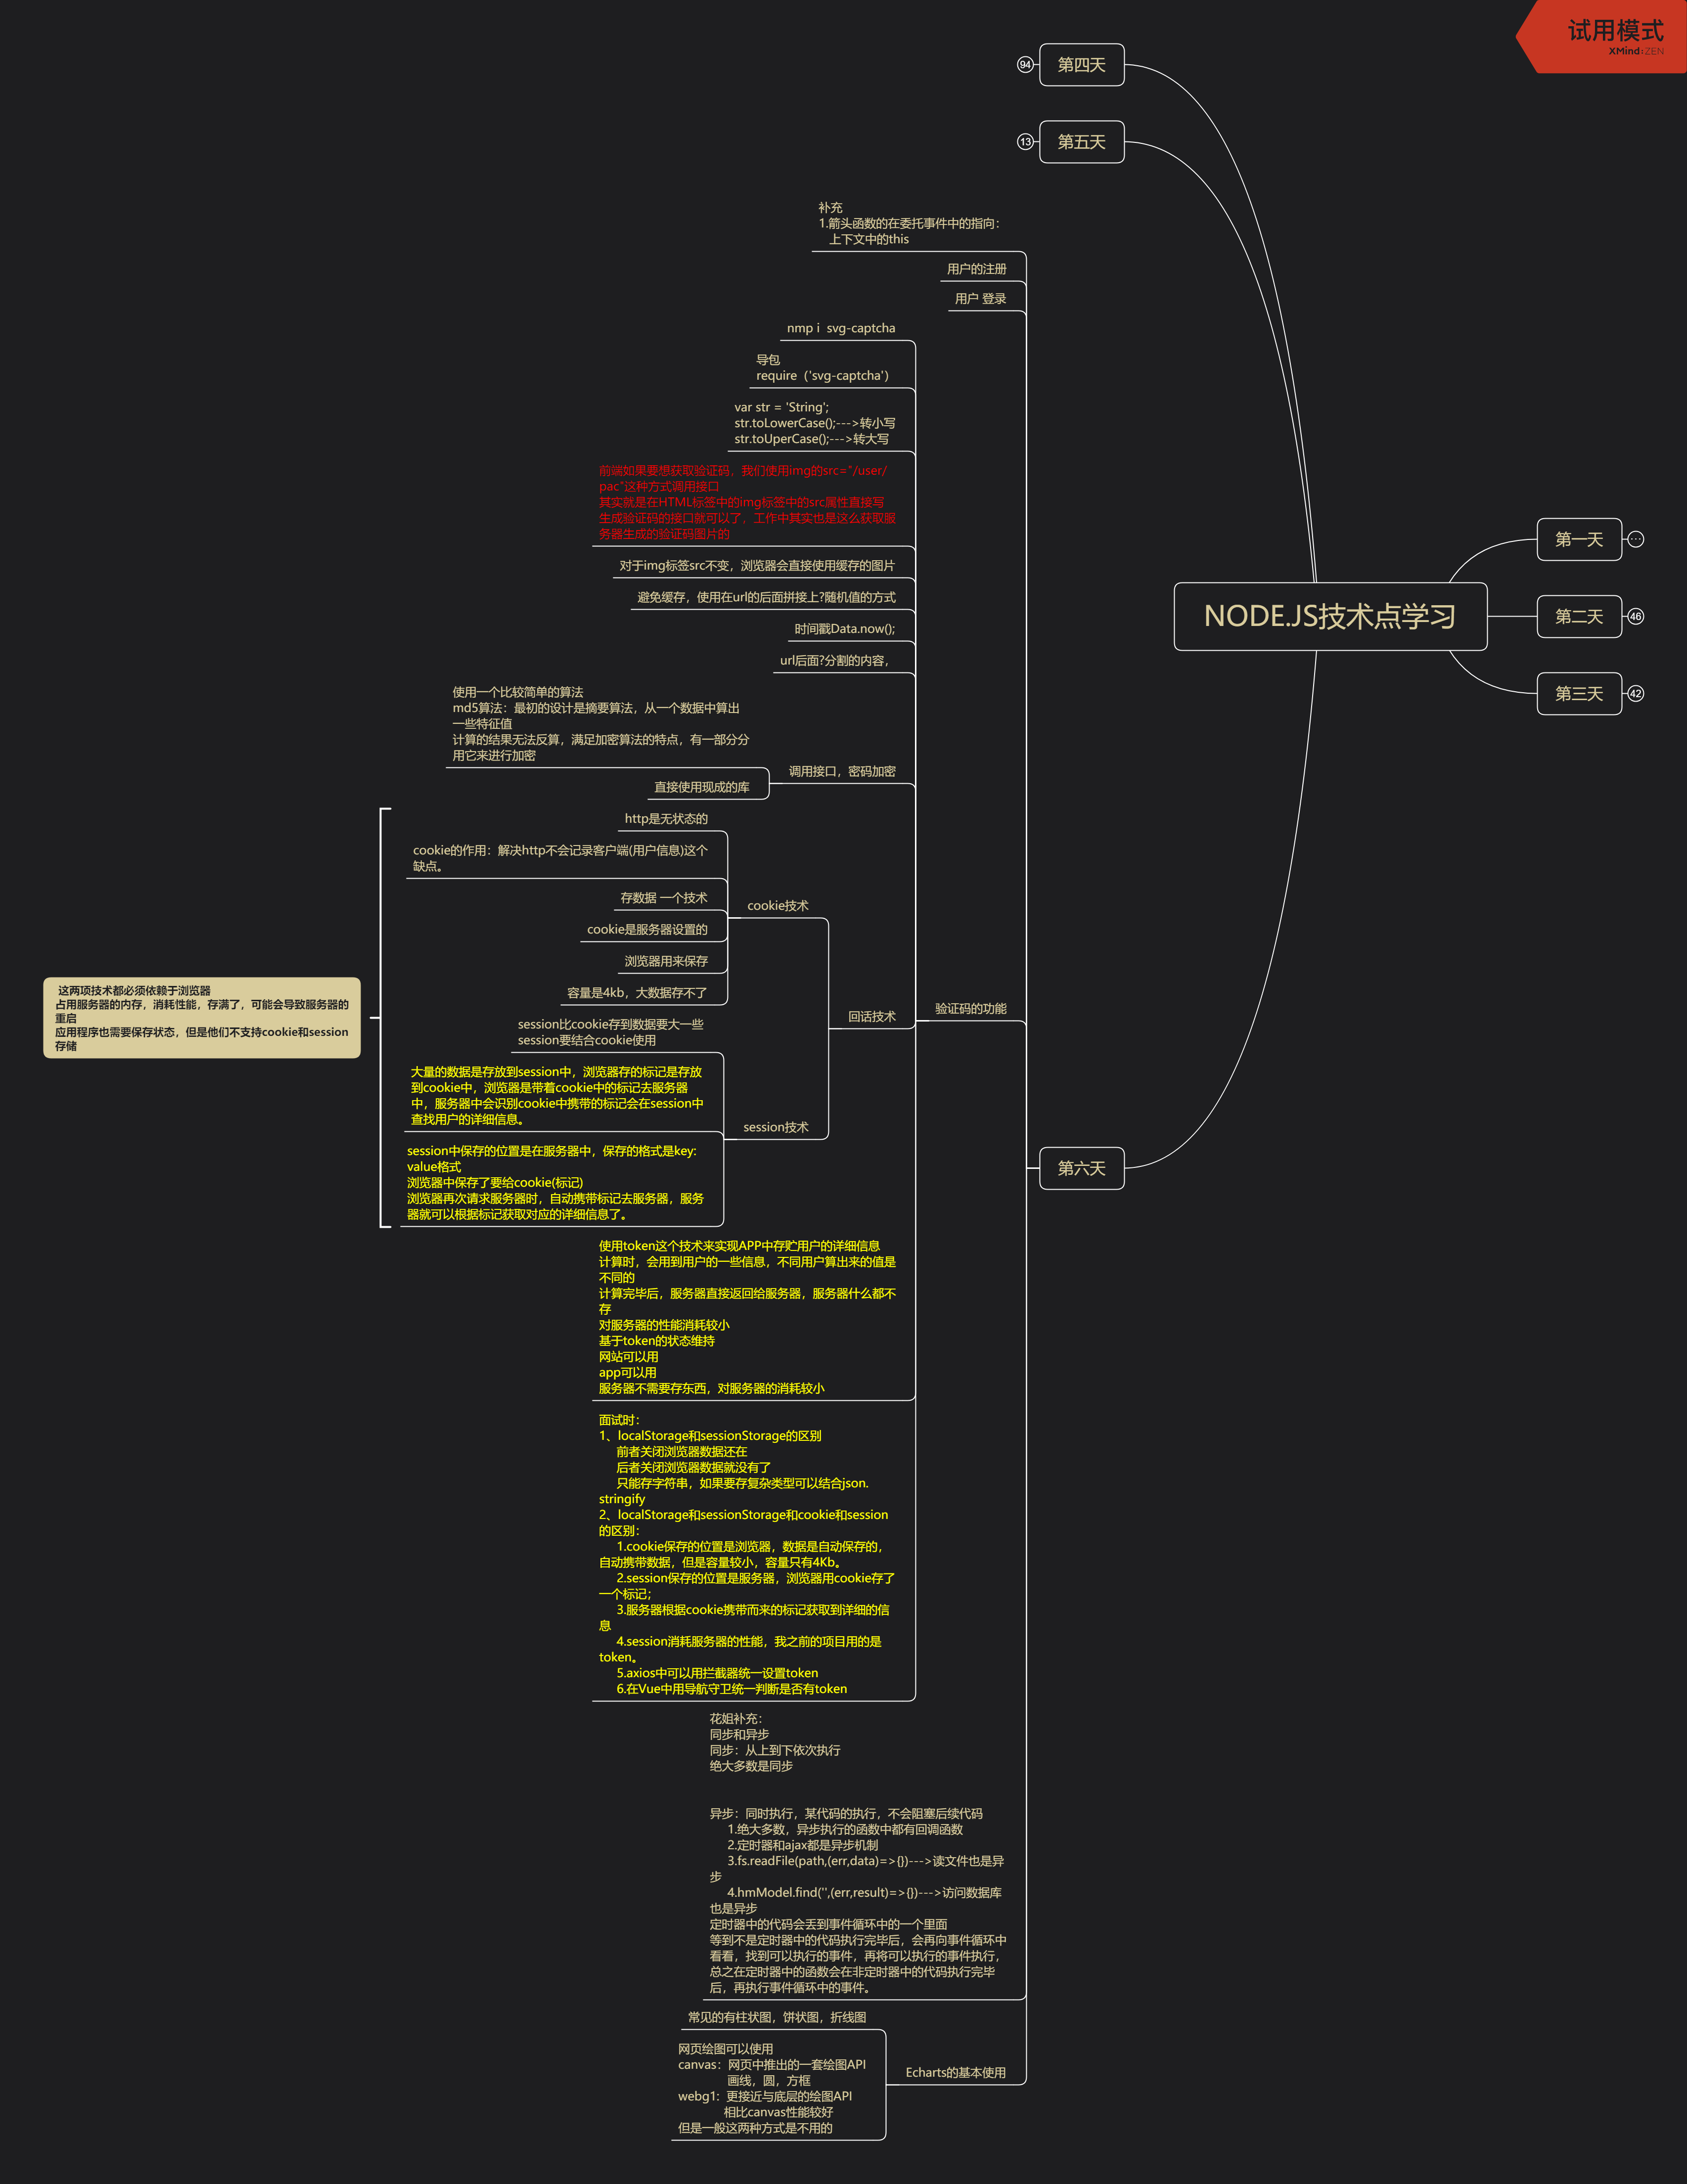 试用模式
XMind:ZEN
NODE.JS技术点学习
第一天
···
第二天
46
第三天
42
第四天
94
第五天
13
第六天
补充
1.箭头函数的在委托事件中的指向：
上下文中的this
用户的注册
用户 登录
验证码的功能
nmp i  svg-captcha
导包
require（'svg-captcha'）
var str = 'String';
str.toLowerCase();--->转小写
str.toUperCase();--->转大写
前端如果要想获取验证码，我们使用img的src="/user/
pac"这种方式调用接口
其实就是在HTML标签中的img标签中的src属性直接写
生成验证码的接口就可以了，工作中其实也是这么获取服
务器生成的验证码图片的
对于img标签src不变，浏览器会直接使用缓存的图片
避免缓存，使用在url的后面拼接上?随机值的方式
时间戳Data.now();
url后面?分割的内容，
调用接口，密码加密
使用一个比较简单的算法
md5算法：最初的设计是摘要算法，从一个数据中算出
一些特征值
计算的结果无法反算，满足加密算法的特点，有一部分分
用它来进行加密
直接使用现成的库
回话技术
cookie技术
http是无状态的
cookie的作用：解决http不会记录客户端(用户信息)这个
缺点。
存数据 一个技术
cookie是服务器设置的
浏览器用来保存
容量是4kb，大数据存不了
session技术
session比cookie存到数据要大一些
session要结合cookie使用
大量的数据是存放到session中，浏览器存的标记是存放
到cookie中，浏览器是带着cookie中的标记去服务器
中，服务器中会识别cookie中携带的标记会在session中
查找用户的详细信息。
session中保存的位置是在服务器中，保存的格式是key:
value格式
浏览器中保存了要给cookie(标记)
浏览器再次请求服务器时，自动携带标记去服务器，服务
器就可以根据标记获取对应的详细信息了。
这两项技术都必须依赖于浏览器
占用服务器的内存，消耗性能，存满了，可能会导致服务器的
重启
应用程序也需要保存状态，但是他们不支持cookie和session
存储
使用token这个技术来实现APP中存贮用户的详细信息
计算时，会用到用户的一些信息，不同用户算出来的值是
不同的
计算完毕后，服务器直接返回给服务器，服务器什么都不
存
对服务器的性能消耗较小
基于token的状态维持
网站可以用
app可以用
服务器不需要存东西，对服务器的消耗较小
面试时：
1、localStorage和sessionStorage的区别
前者关闭浏览器数据还在
后者关闭浏览器数据就没有了
只能存字符串，如果要存复杂类型可以结合json.
stringify
2、localStorage和sessionStorage和cookie和session
的区别：
1.cookie保存的位置是浏览器，数据是自动保存的，
自动携带数据，但是容量较小，容量只有4Kb。
2.session保存的位置是服务器，浏览器用cookie存了
一个标记；
3.服务器根据cookie携带而来的标记获取到详细的信
息
4.session消耗服务器的性能，我之前的项目用的是
token。
5.axios中可以用拦截器统一设置token
6.在Vue中用导航守卫统一判断是否有token
花姐补充：
同步和异步
同步：从上到下依次执行
绝大多数是同步
异步：同时执行，某代码的执行，不会阻塞后续代码
1.绝大多数，异步执行的函数中都有回调函数
2.定时器和ajax都是异步机制
3.fs.readFile(path,(err,data)=>{})--->读文件也是异
步
4.hmModel.find('',(err,result)=>{})--->访问数据库
也是异步
定时器中的代码会丢到事件循环中的一个里面
等到不是定时器中的代码执行完毕后，会再向事件循环中
看看，找到可以执行的事件，再将可以执行的事件执行，
总之在定时器中的函数会在非定时器中的代码执行完毕
后，再执行事件循环中的事件。
Echarts的基本使用
常见的有柱状图，饼状图，折线图
网页绘图可以使用
canvas：网页中推出的一套绘图API
画线，圆，方框
webg1：更接近与底层的绘图API
相比canvas性能较好
但是一般这两种方式是不用的